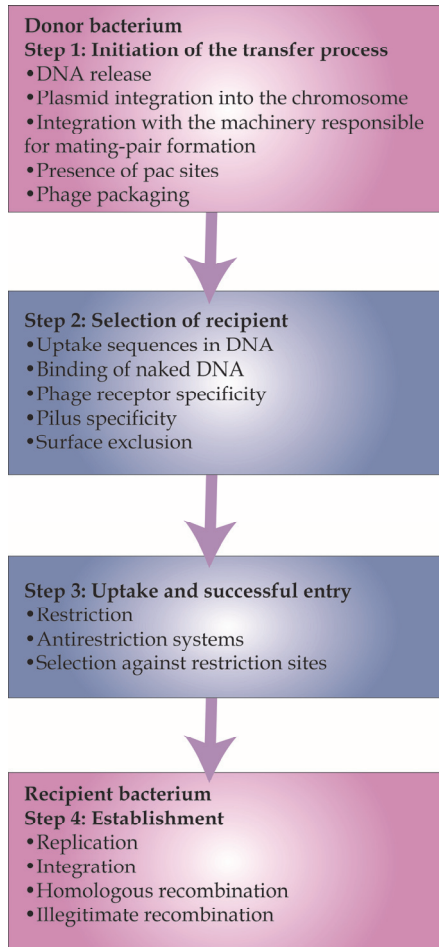 Donor bacterium
Step 1: Initiation of the transfer process
•DNA release
•Plasmid integration into the chromosome
•Integration with the machinery responsible
for mating-pair formation
•Presence of pac sites
•Phage packaging
Step 2: Selection of recipient
•Uptake sequences in DNA
•Binding of naked DNA
•Phage receptor specificity
•Pilus specificity
•Surface exclusion
Step 3: Uptake and successful entry
•Restriction
•Antirestriction systems
•Selection against restriction sites
Recipient bacterium
Step 4: Establishment
•Replication
•Integration
•Homologous recombination
•Illegitimate recombination